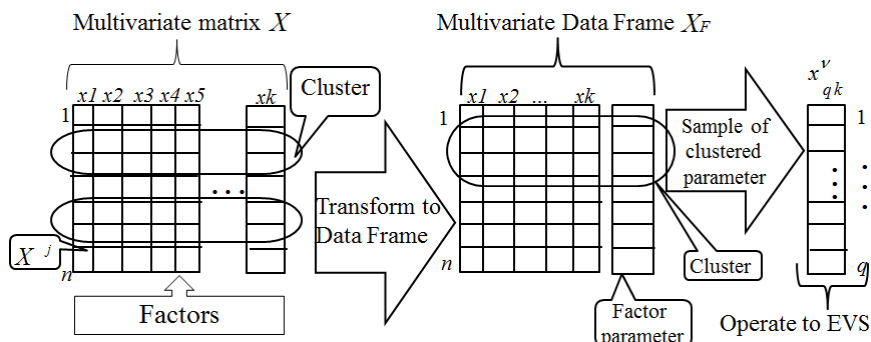 Multivariate matrix X
x1 x2 x3 x4 x5 xk
Cluster
1
...
X j
n
Factors
Transform to
Data Frame
Multivariate Data Frame XF
x1 x2 ... xk
1
n
Cluster
Factor
parameter
Sample of
clustered
parameter
xνqk
1
⋮ ⋮
q
Operate to EVS